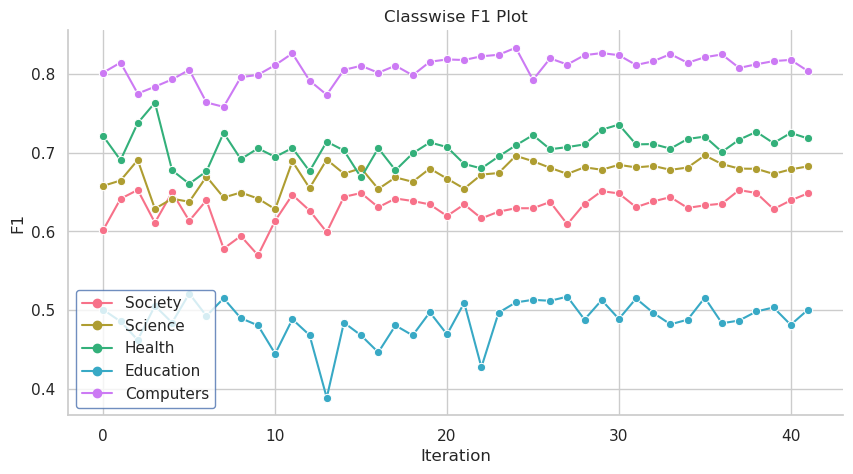 Classwise F1 Plot
F1
0.8
0.7
0.6
0.5
0.4
Society
Science
Health
Education
Computers
0 10 20 30 40
Iteration